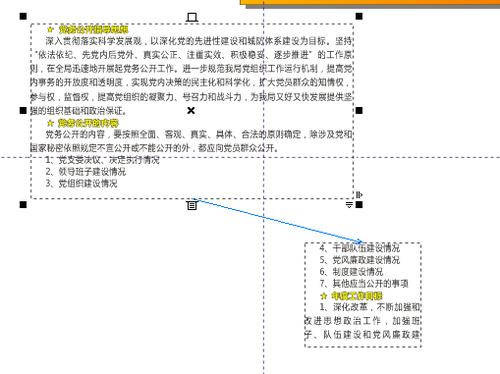 ★ 党务公开指导思想
深入贯彻落实科学发展观，以深化党的先进性建设和城防体系建设为目标。坚持
“依法依纪、先党内后党外、真实公正、注重实效、积极稳妥、逐步推进”的工作原
则，在全局迅速地开展起党务公开工作。进一步规范我局党组织工作运行机制，提高党
内事务的开放度和透明度，实现党内决策的民主化和科学化，扩大党员群众的知情权，
参与权，监督权，提高党组织的凝聚力、号召力和战斗力，为我局又好又快发展提供坚
强的组织基础和政治保证。
★ 党务公开的内容
党务公开的内容，要按照全面、客观、真实、具体、合法的原则确定，除涉及党和
国家秘密依照规定不宜公开或不能公开的外，都应向党员群众公开。
1、党支委决议、决定执行情况
2、领导班子建设情况
3、党组织建设情况
4、干部队伍建设情况
5、党风廉政建设情况
6、制度建设情况
7、其他应当公开的事项
★ 年度工作目标
1、深化改革，不断加强和
改进思想政治工作，加强班
子、队伍建设和党风廉政建